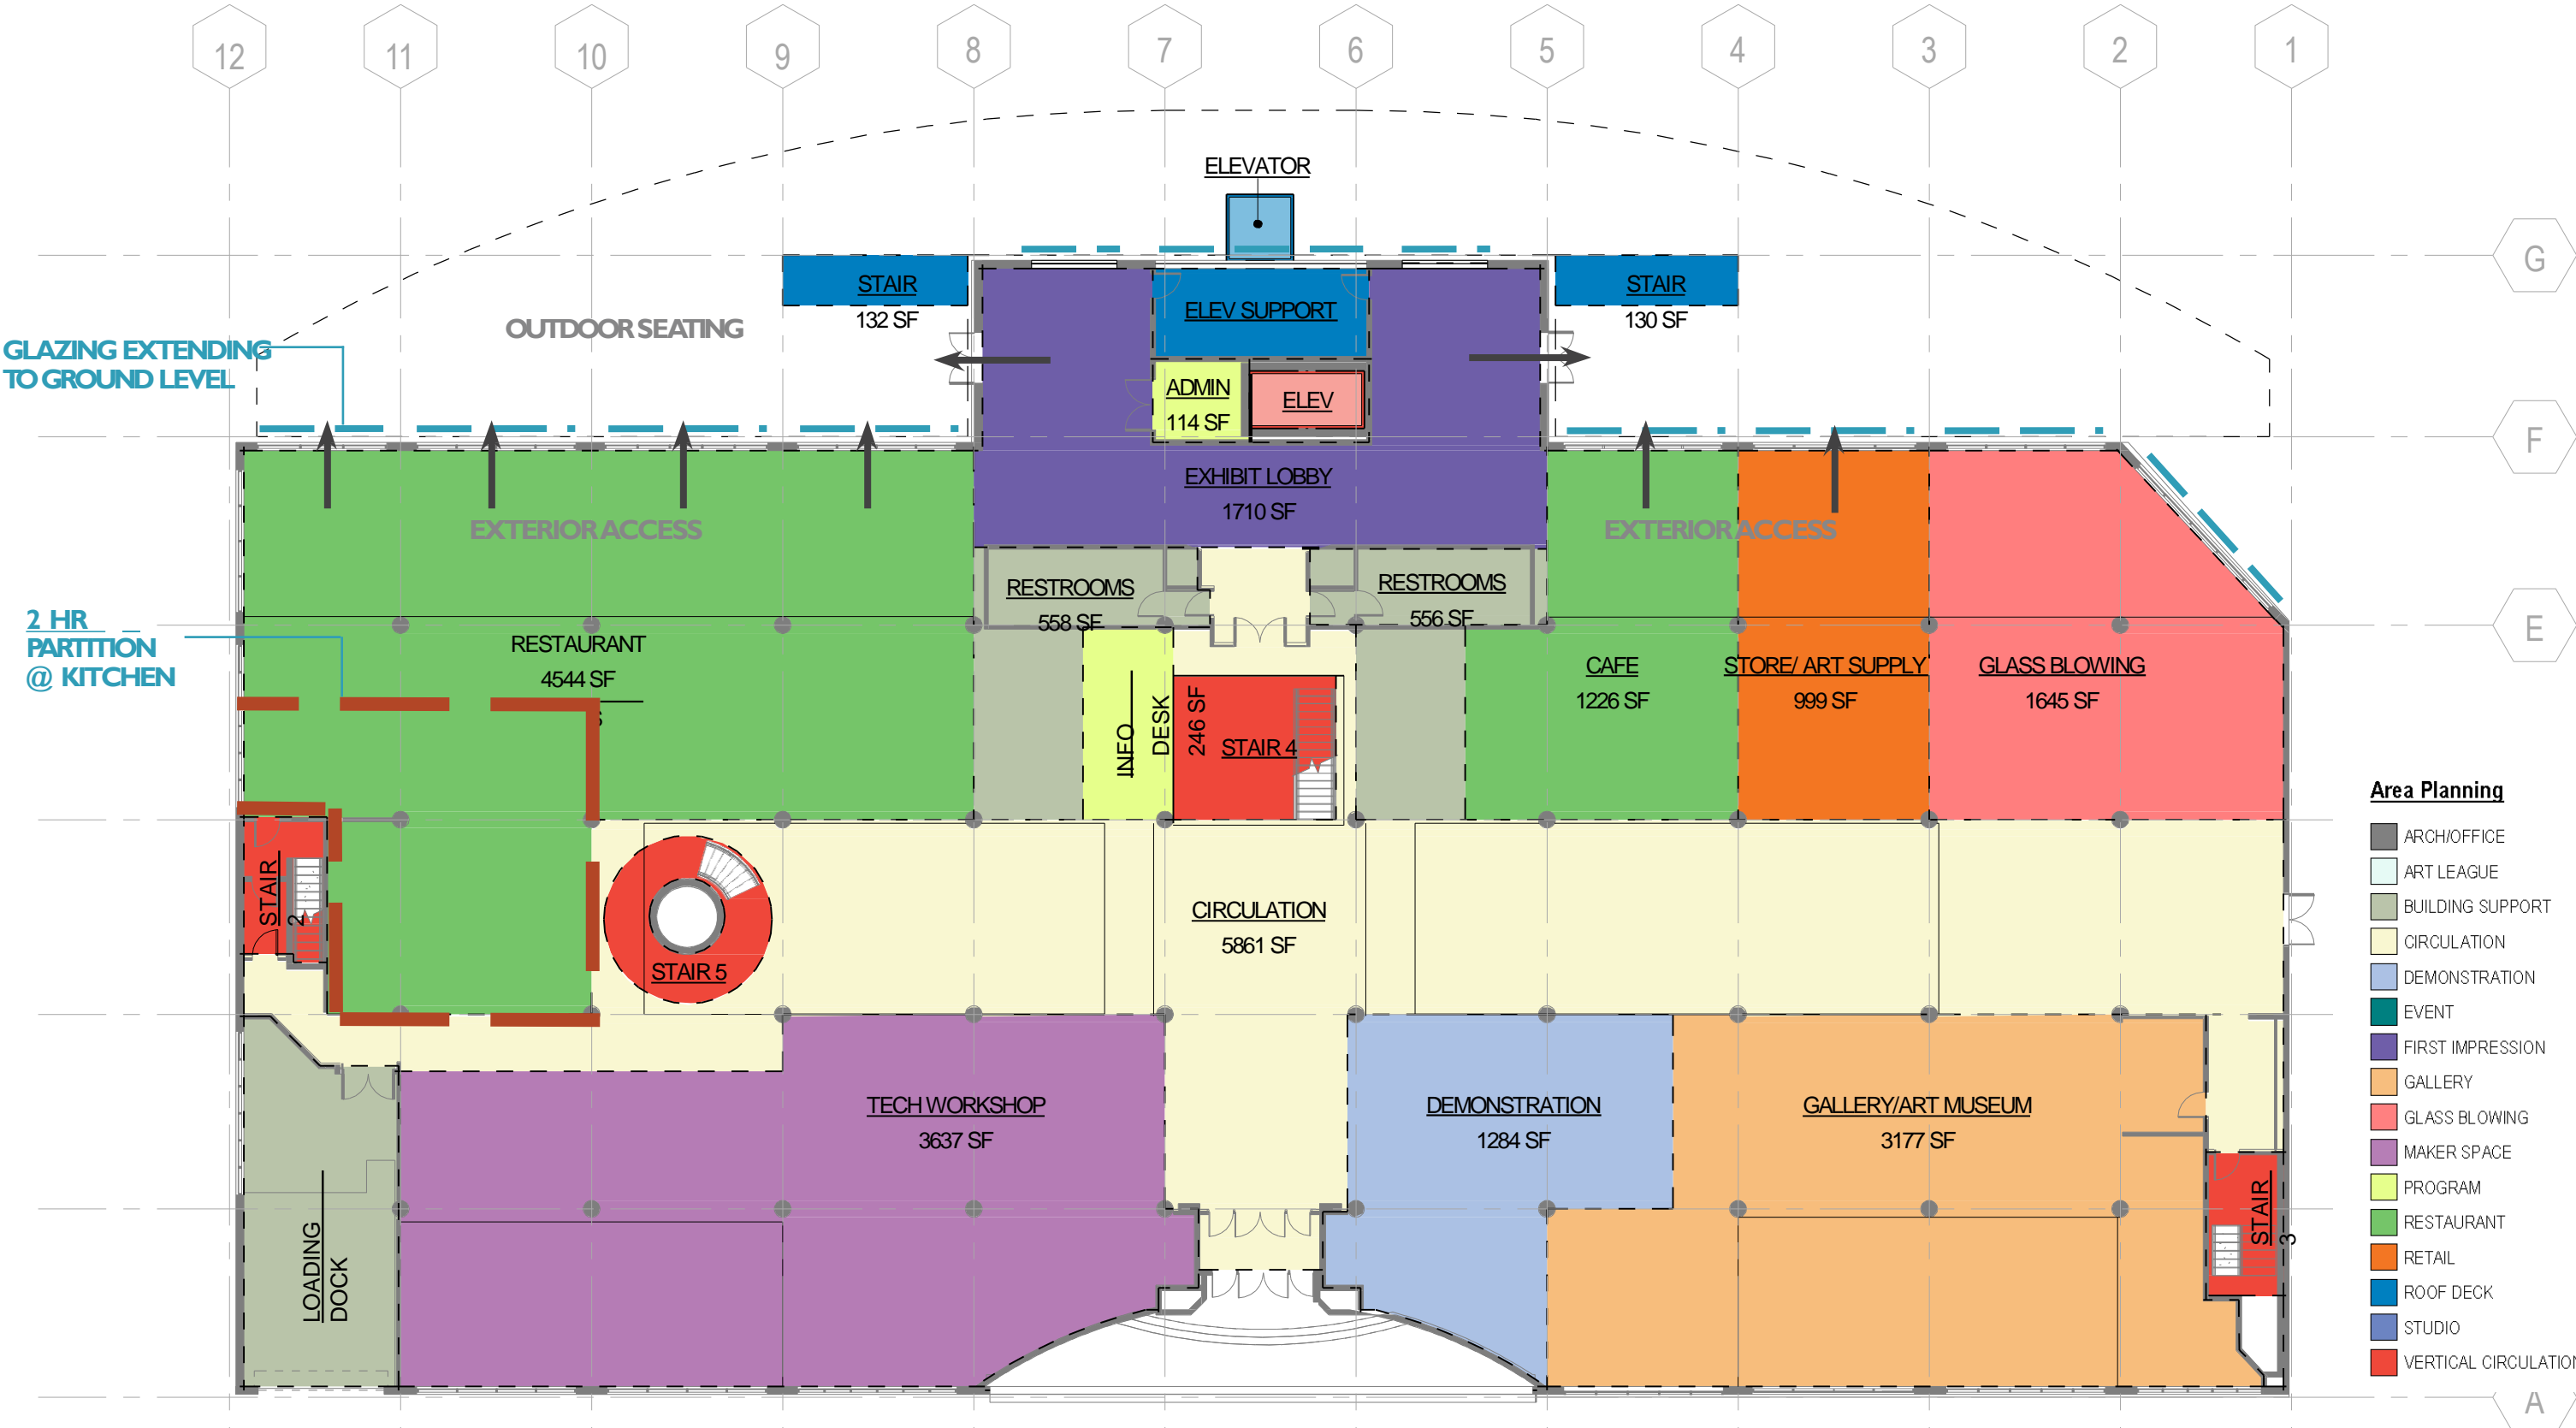 12 11 10 9 8 7 6 5 4 3 2 1
ELEVATOR
G
STAIR
132 SF
ELEV SUPPORT
STAIR
130 SF
OUTDOOR SEATING
GLAZING EXTENDING
TO GROUND LEVEL
ADMIN
114 SF
ELEV
F
EXHIBIT LOBBY
1710 SF
EXTERIOR ACCESS
EXTERIOR ACCESS
RESTROOMS
558 SF
RESTROOMS
556 SF
2 HR
PARTITION
@ KITCHEN
E
RESTAURANT
4544 SF
INFO
DESK
246 SF
STAIR 4
CAFE
1226 SF
STORE/ ART SUPPLY
999 SF
GLASS BLOWING
1645 SF
STAIR
2
STAIR 5
CIRCULATION
5861 SF
TECH WORKSHOP
3637 SF
DEMONSTRATION
1284 SF
GALLERY/ART MUSEUM
3177 SF
LOADING
DOCK
STAIR
3
Area Planning
ARCH/OFFICE
ART LEAGUE
BUILDING SUPPORT
CIRCULATION
DEMONSTRATION
EVENT
FIRST IMPRESSION
GALLERY
GLASS BLOWING
MAKER SPACE
PROGRAM
RESTAURANT
RETAIL
ROOF DECK
STUDIO
VERTICAL CIRCULATION
A